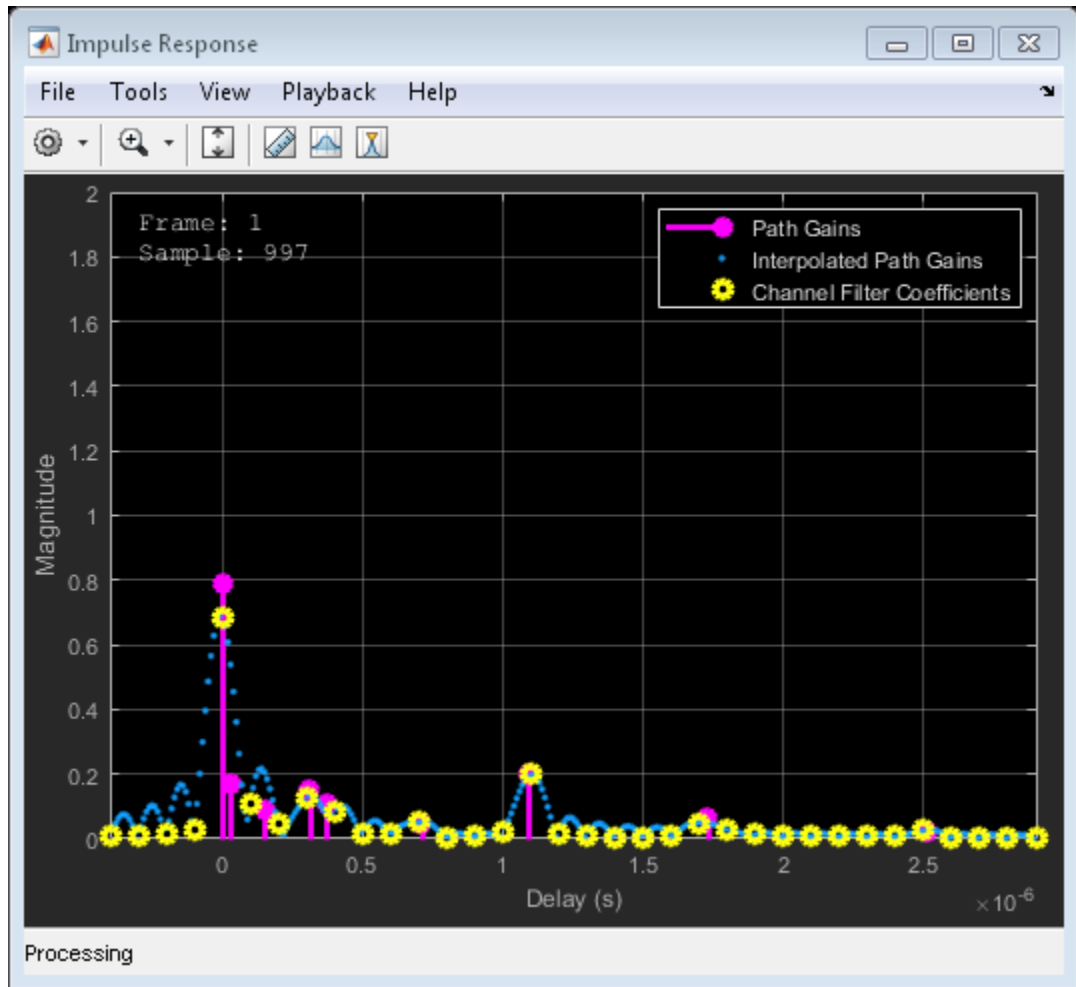 Impulse Response
File Tools View Playback Help
Frame: 1
Sample: 997
Path Gains
Interpolated Path Gains
Channel Filter Coefficients
2
1.8
1.6
1.4
1.2
1
0.8
0.6
0.4
0.2
0
Magnitude
0 0.5 1 1.5 2 2.5
Delay (s)
×10-6
Processing